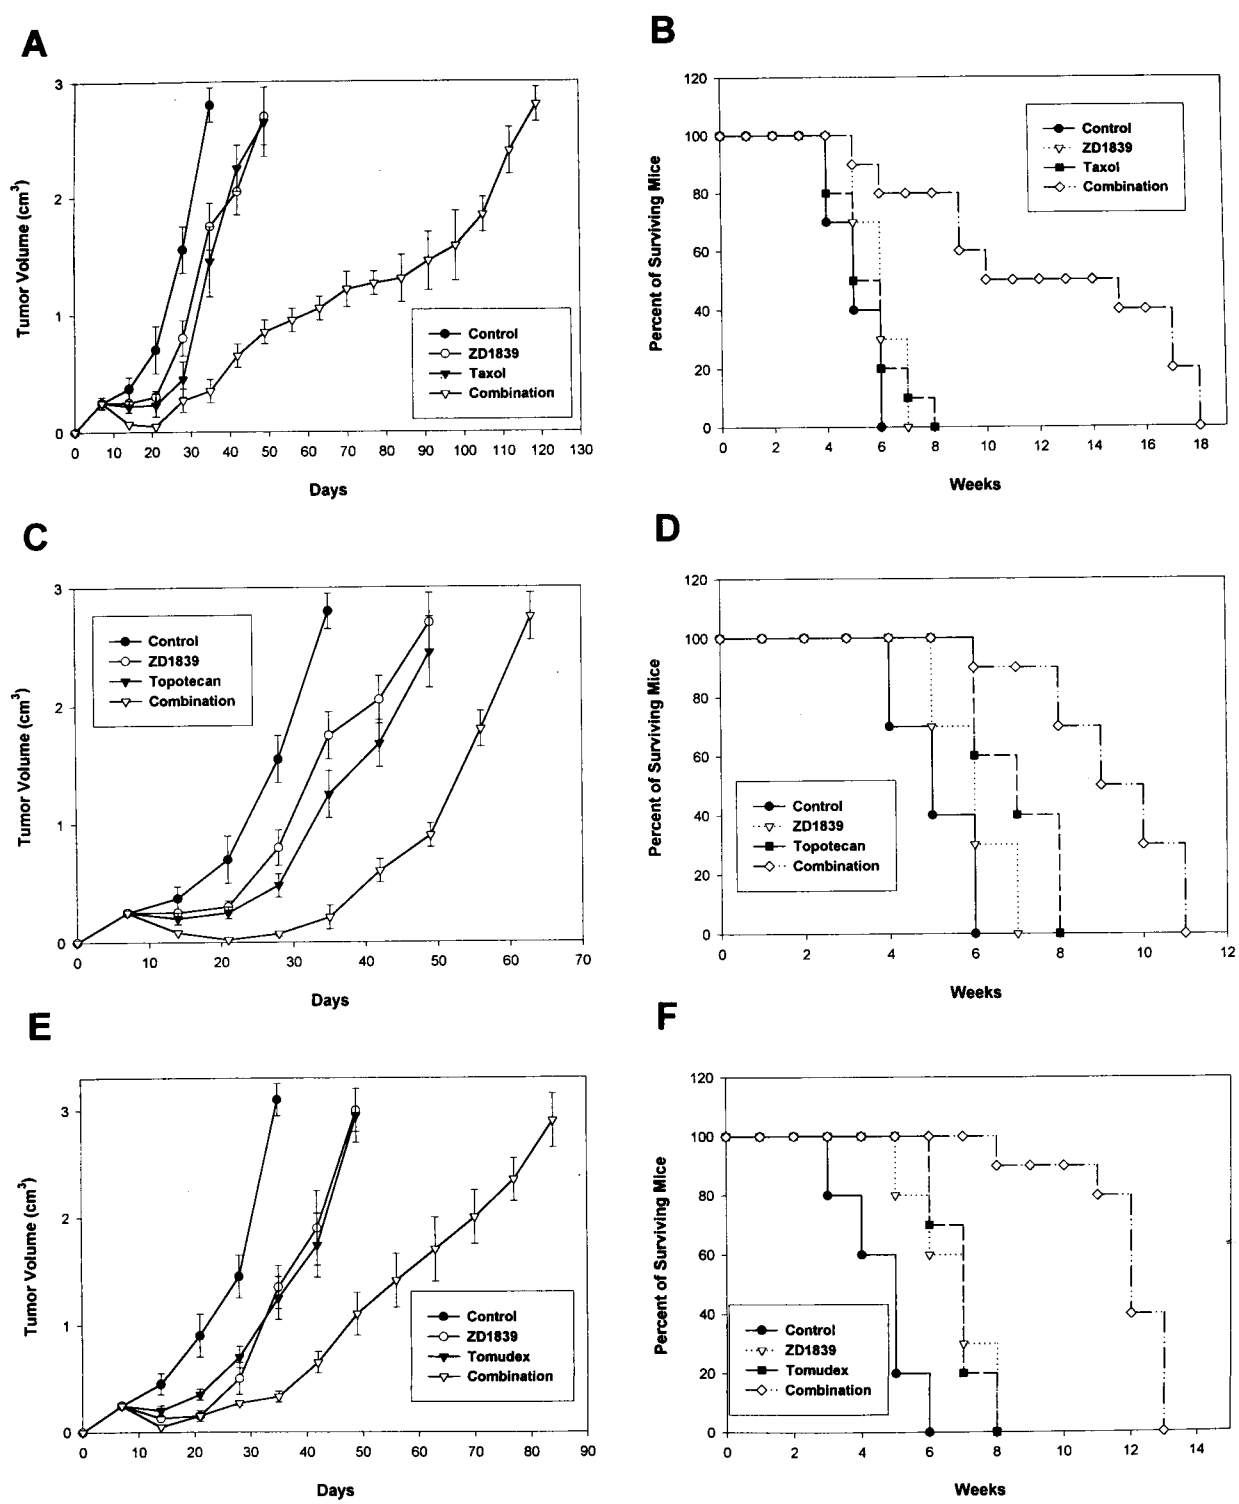 A
3
2
1
0
Tumor Volume (cm³)
Control
ZD1839
Taxol
Combination
0 10 20 30 40 50 60 70 80 90 100 110 120 130
Days
B
120
100
80
60
40
20
0
Percent of Surviving Mice
Control
ZD1839
Taxol
Combination
0 2 4 6 8 10 12 14 16 18
Weeks
C
3
2
1
0
Tumor Volume (cm³)
Control
ZD1839
Topotecan
Combination
0 10 20 30 40 50 60 70
Days
D
120
100
80
60
40
20
0
Percent of Surviving Mice
Control
ZD1839
Topotecan
Combination
0 2 4 6 8 10 12
Weeks
E
3
2
1
0
Tumor Volume (cm³)
Control
ZD1839
Tomudex
Combination
0 10 20 30 40 50 60 70 80 90
Days
F
120
100
80
60
40
20
0
Percent of Surviving Mice
Control
ZD1839
Tomudex
Combination
0 2 4 6 8 10 12 14
Weeks